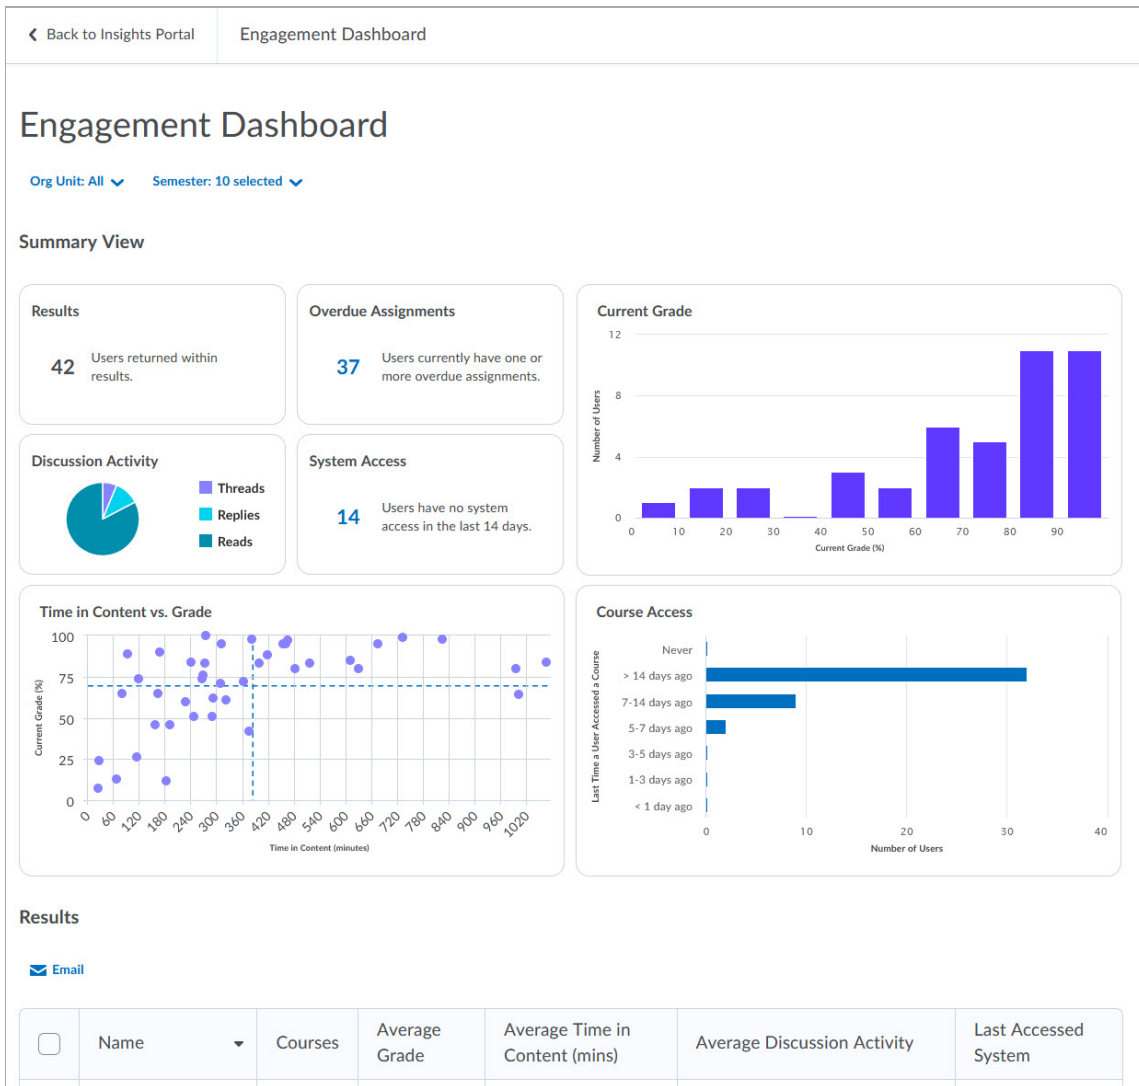 Back to Insights Portal
Engagement Dashboard
Engagement Dashboard
Org Unit: All
Semester: 10 selected
Summary View
Results
42
Users returned within
results.
Overdue Assignments
37
Users currently have one or
more overdue assignments.
Discussion Activity
Threads
Replies
Reads
System Access
14
Users have no system
access in the last 14 days.
Current Grade
12
8
4
0
Number of Users
0 10 20 30 40 50 60 70 80 90
Current Grade (%)
Time in Content vs. Grade
100
75
50
25
0
Current Grade (%)
0 60 120 180 240 300 360 420 480 540 600 660 720 780 840 900 960 1020
Time in Content (minutes)
Course Access
Last Time a User Accessed a Course
Never
> 14 days ago
7-14 days ago
5-7 days ago
3-5 days ago
1-3 days ago
< 1 day ago
0 10 20 30 40
Number of Users
Results
Email
Name
Courses
Average
Grade
Average Time in
Content (mins)
Average Discussion Activity
Last Accessed
System